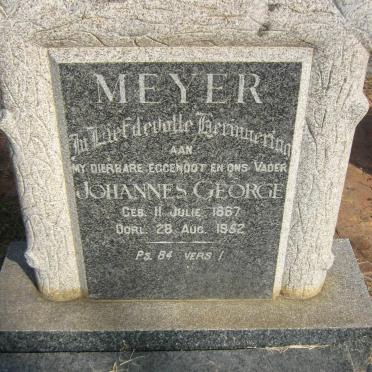 MEYER
In Liefdevolle Herinnering
AAN
MY DIERBARE EGGENOOT EN ONS VADER
JOHANNES GEORGE
GEB. 11 JULIE 1887
OORL. 28 AUG. 1952
PS. 84 VERS 1